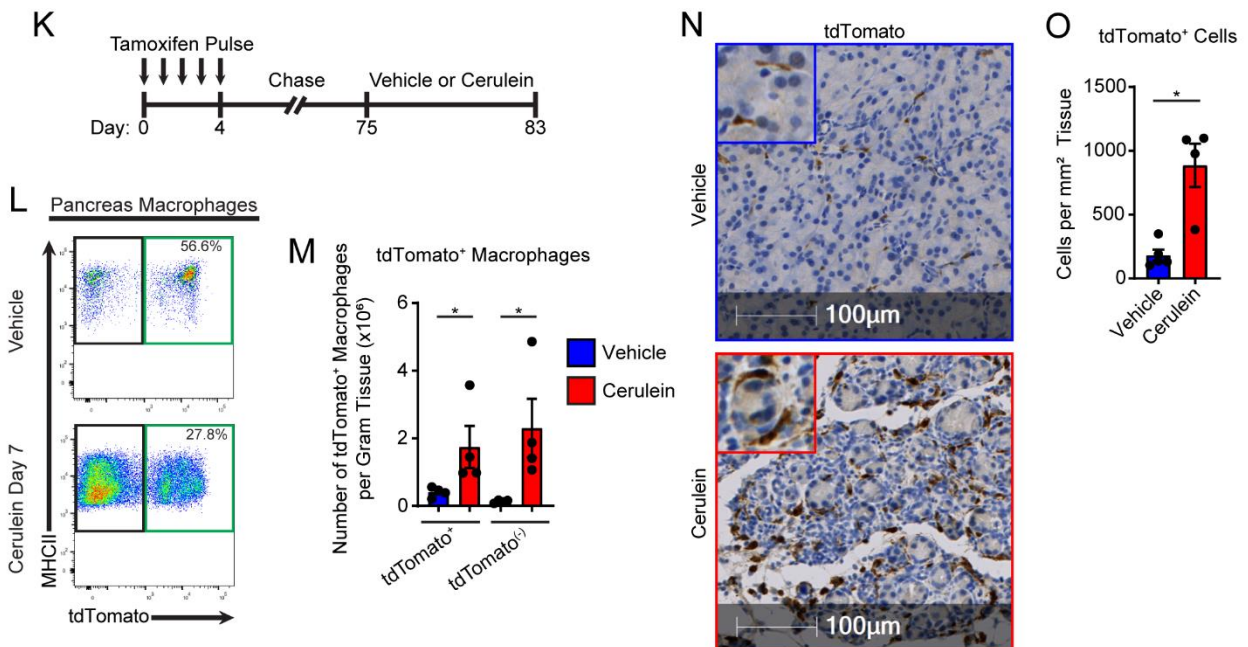 K
Tamoxifen Pulse
Chase
Vehicle or Cerulein
Day: 0 4 75 83
L
Pancreas Macrophages
Vehicle
56.6%
Cerulein Day 7
27.8%
MHCII
tdTomato
M
tdTomato⁺ Macrophages
Number of tdTomato⁺ Macrophages
per Gram Tissue (x10⁶)
6
4
2
0
*
*
tdTomato⁺
tdTomato⁽⁻⁾
Vehicle
Cerulein
N
tdTomato
Vehicle
100µm
Cerulein
100µm
O
tdTomato⁺ Cells
Cells per mm² Tissue
1500
1000
500
0
*
Vehicle
Cerulein